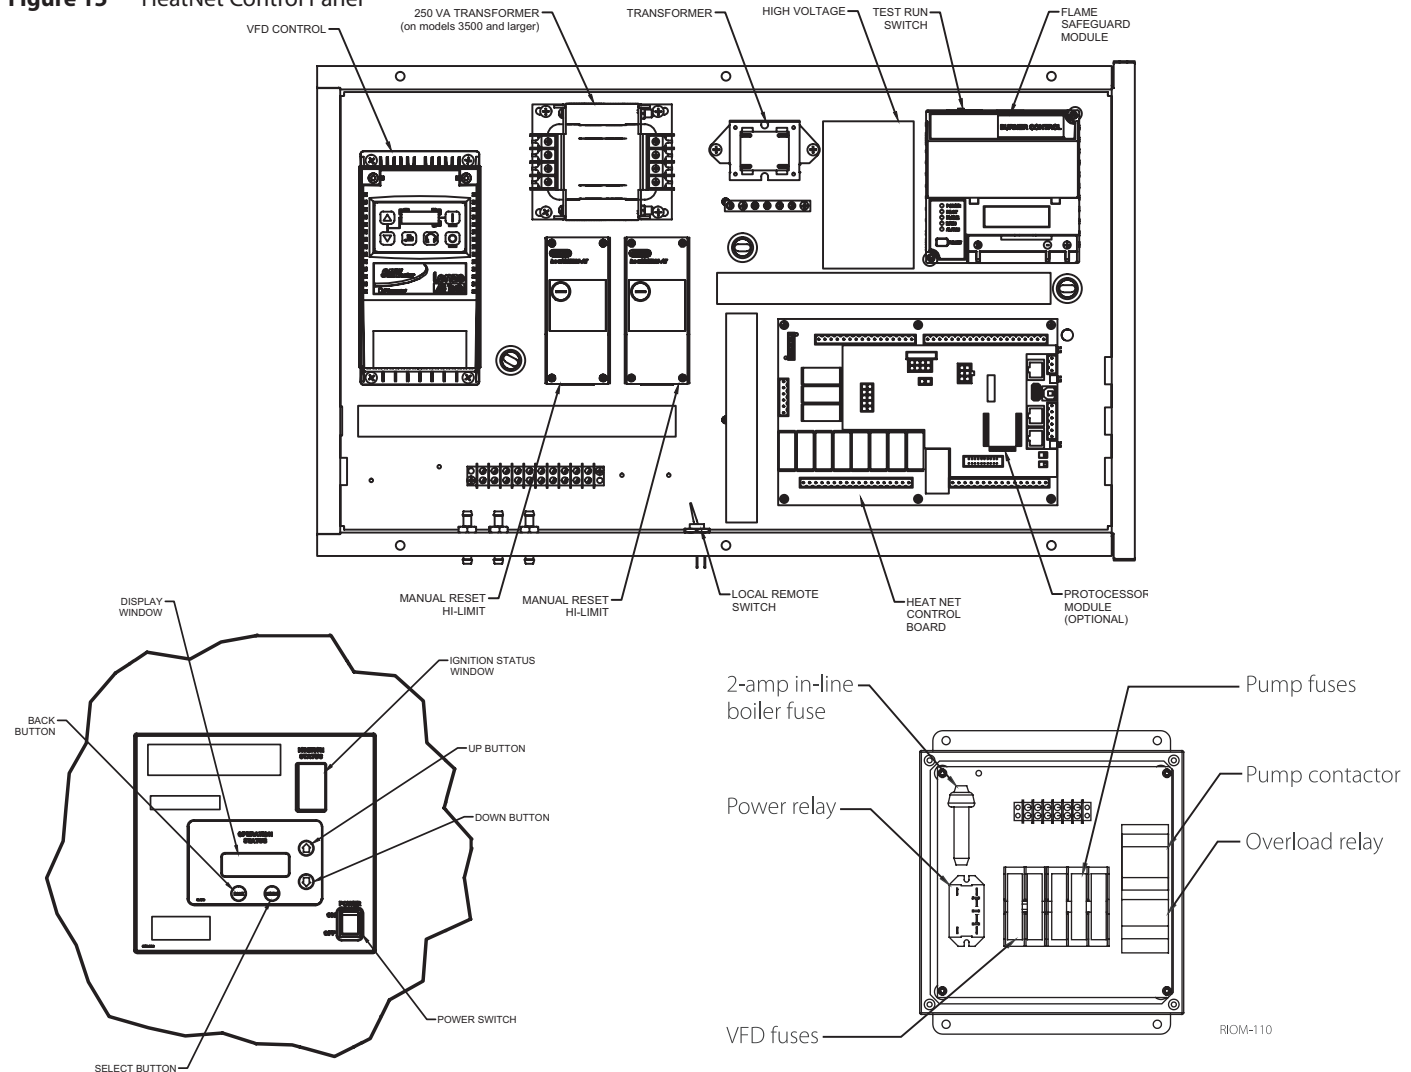 Figure 15 HeatNet Control Panel
VFD CONTROL
250 VA TRANSFORMER
(on models 3500 and larger)
TRANSFORMER
HIGH VOLTAGE
TEST RUN
SWITCH
FLAME
SAFEGUARD
MODULE
BURNER CONTROL
MANUAL RESET
HI-LIMIT
MANUAL RESET
HI-LIMIT
LOCAL REMOTE
SWITCH
HEAT NET
CONTROL
BOARD
PROTOCESSOR
MODULE
(OPTIONAL)
DISPLAY
WINDOW
IGNITION STATUS
WINDOW
BACK
BUTTON
UP BUTTON
DOWN BUTTON
IGNITION
STATUS
OPERATION
STATUS
POWER
ON
OFF
POWER SWITCH
SELECT BUTTON
2-amp in-line
boiler fuse
Pump fuses
Power relay
Pump contactor
Overload relay
VFD fuses
RIOM-110